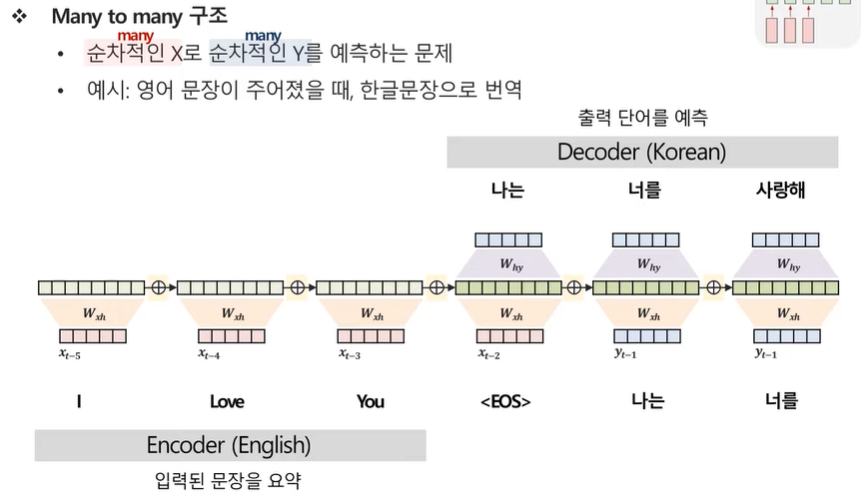 ❖ Many to many 구조
many many
• 순차적인 X로 순차적인 Y를 예측하는 문제
• 예시: 영어 문장이 주어졌을 때, 한글문장으로 번역
출력 단어를 예측
Decoder (Korean)
나는 너를 사랑해
W_hy W_hy W_hy
W_xh W_xh W_xh W_xh W_xh W_xh
x_t−5 x_t−4 x_t−3 x_t−2 y_t−1 y_t−1
I Love You <EOS> 나는 너를
Encoder (English)
입력된 문장을 요약